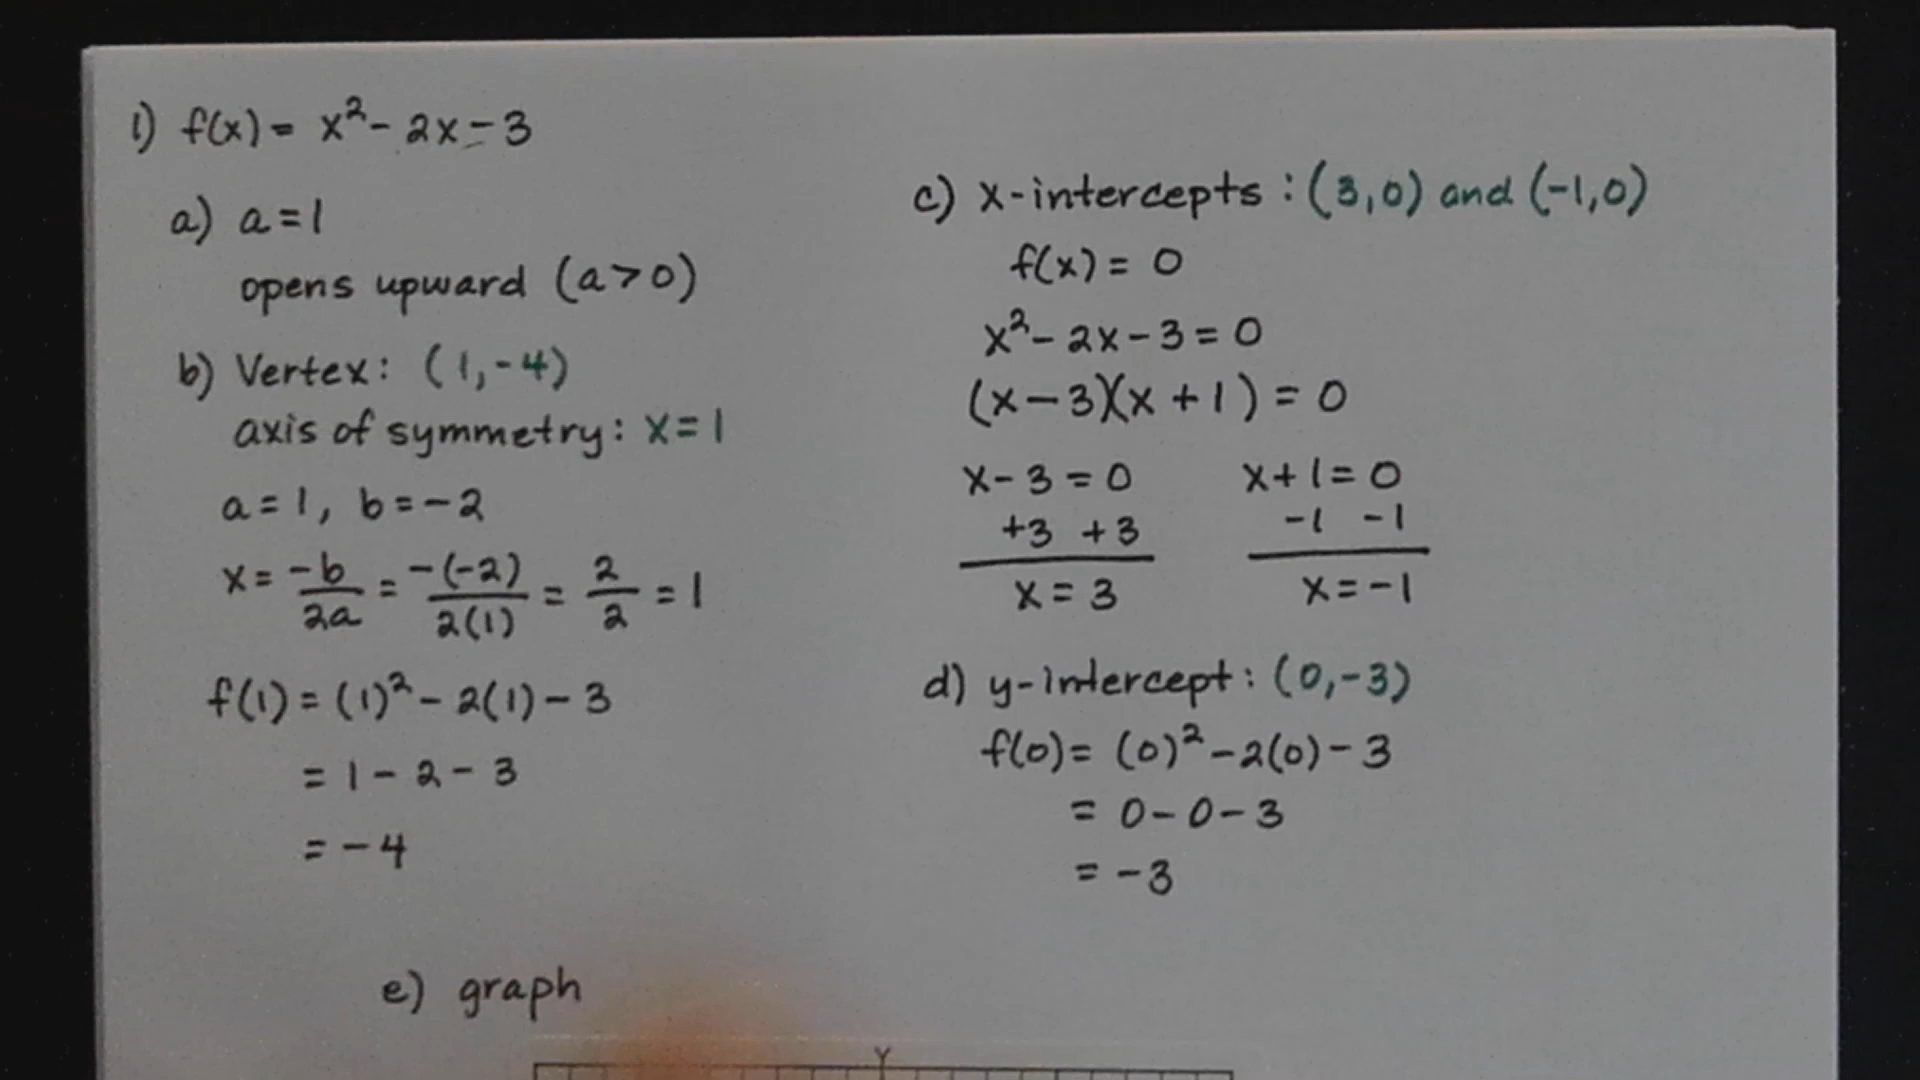 1) f(x) = x² - 2x - 3
a) a = 1
opens upward (a > 0)
b) Vertex: (1, -4)
axis of symmetry: x = 1
a = 1, b = -2
x = -b/2a = -(-2)/2(1) = 2/2 = 1
f(1) = (1)² - 2(1) - 3
= 1 - 2 - 3
= -4
c) x-intercepts: (3,0) and (-1,0)
f(x) = 0
x² - 2x - 3 = 0
(x - 3)(x + 1) = 0
x - 3 = 0 x + 1 = 0
+3 +3 -1 -1
x = 3 x = -1
d) y-intercept: (0,-3)
f(0) = (0)² - 2(0) - 3
= 0 - 0 - 3
= -3
e) graph
Y